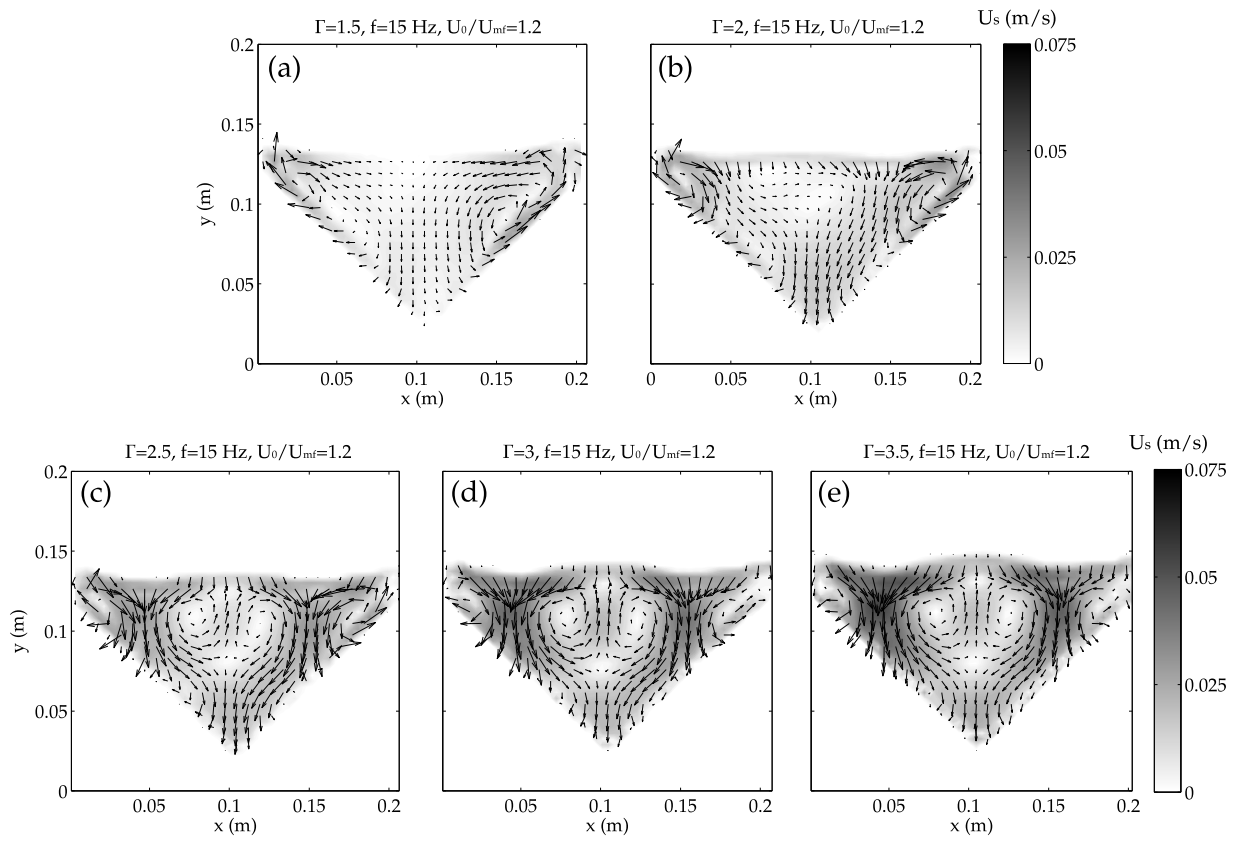 Γ=1.5, f=15 Hz, U₀/Uₘf=1.2
Γ=2, f=15 Hz, U₀/Uₘf=1.2
Uₛ (m/s)
(a)
(b)
0.2
0.15
0.1
0.05
0
y (m)
0.05
0.1
0.15
0.2
x (m)
0
0.05
0.1
0.15
0.2
x (m)
0.075
0.05
0.025
0
Γ=2.5, f=15 Hz, U₀/Uₘf=1.2
Γ=3, f=15 Hz, U₀/Uₘf=1.2
Γ=3.5, f=15 Hz, U₀/Uₘf=1.2
Uₛ (m/s)
(c)
(d)
(e)
0.2
0.15
0.1
0.05
0
y (m)
0.05
0.1
0.15
0.2
x (m)
0.05
0.1
0.15
0.2
x (m)
0.05
0.1
0.15
0.2
x (m)
0.075
0.05
0.025
0